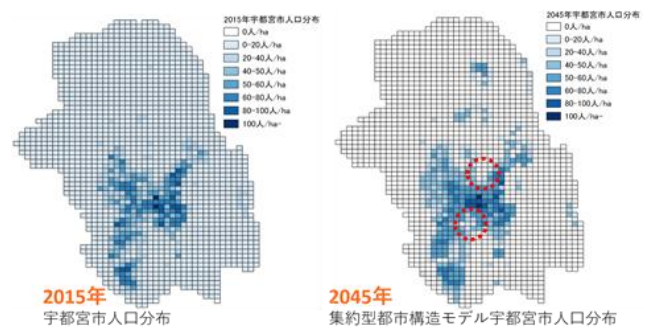 2015年宇都宮市人口分布
0人/ha
0-20人/ha
20-40人/ha
40-50人/ha
50-60人/ha
60-80人/ha
80-100人/ha
100人/ha-
2045年宇都宮市人口分布
0人/ha
0-20人/ha
20-40人/ha
40-50人/ha
50-60人/ha
60-80人/ha
80-100人/ha
100人/ha-
2015年
宇都宮市人口分布
2045年
集約型都市構造モデル宇都宮市人口分布